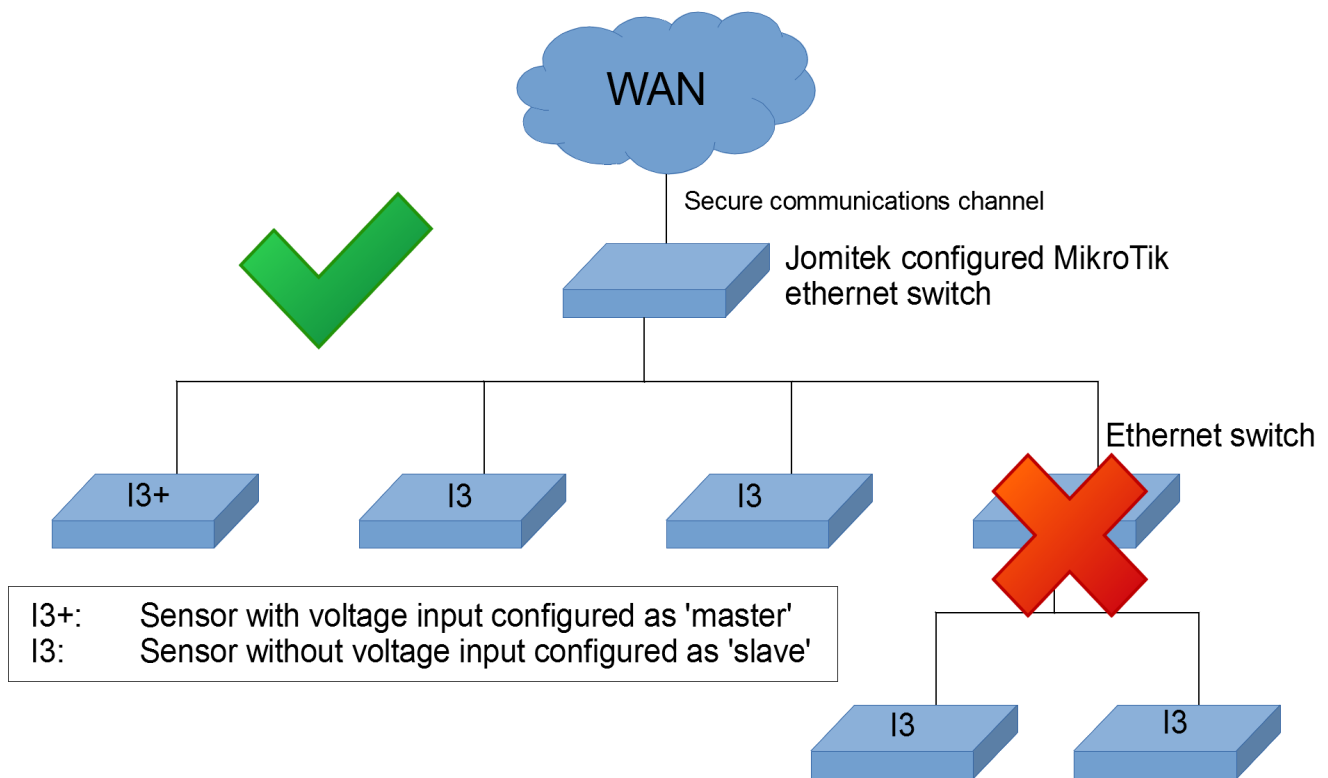 WAN
Secure communications channel
Jomitek configured MikroTik
ethernet switch
Ethernet switch
I3+
I3
I3
I3+: Sensor with voltage input configured as 'master'
I3: Sensor without voltage input configured as 'slave'
I3
I3